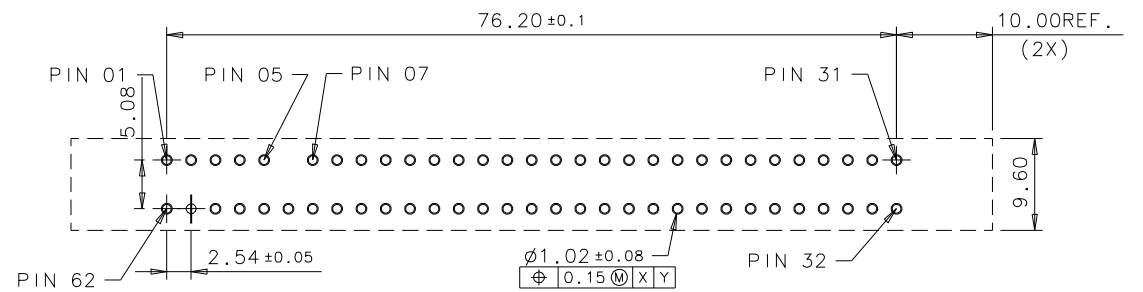 76.20 ±0.1
10.00REF.
(2X)
PIN 01
PIN 05
PIN 07
PIN 31
5.08
9.60
2.54 ±0.05
Ø1.02 ±0.08
⌖ 0.15 Ⓜ X Y
PIN 32
PIN 62